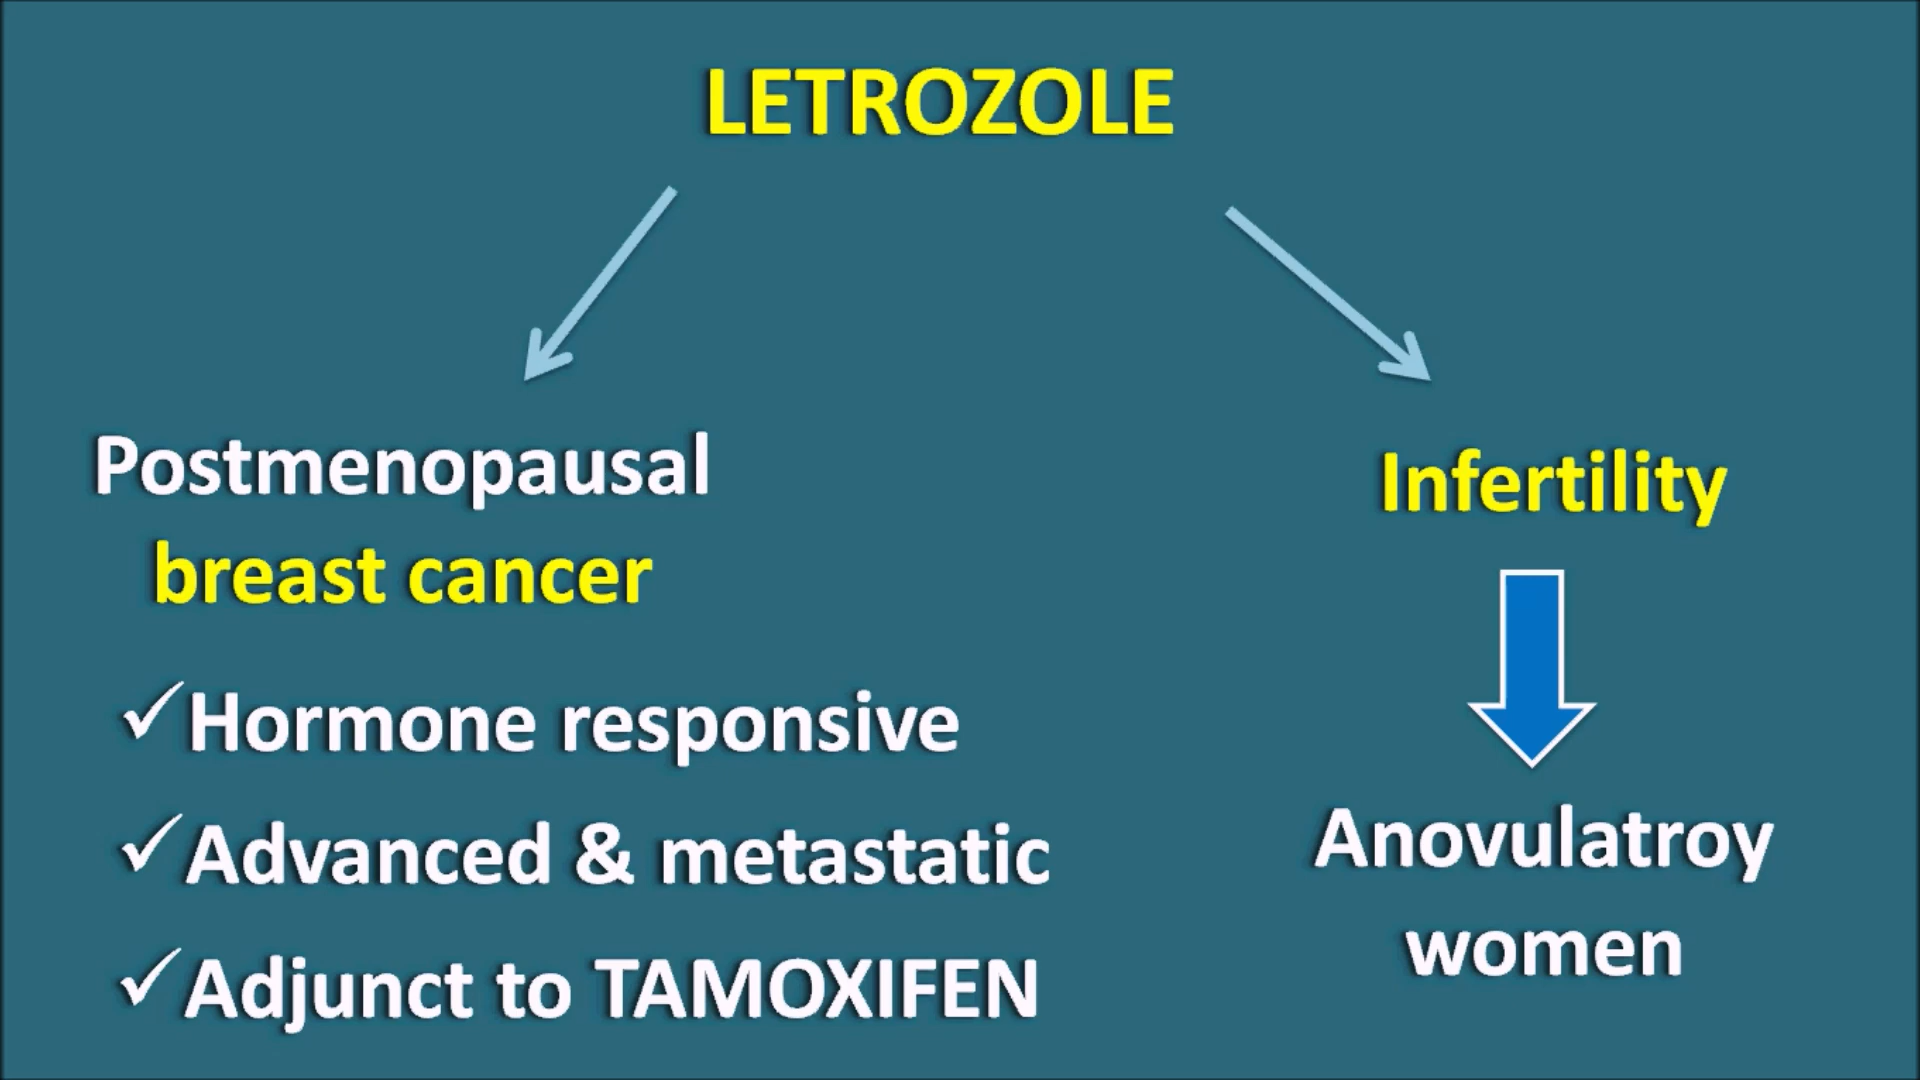 LETROZOLE
Postmenopausal
breast cancer
✓Hormone responsive
✓Advanced & metastatic
✓Adjunct to TAMOXIFEN
Infertility
Anovulatroy
women